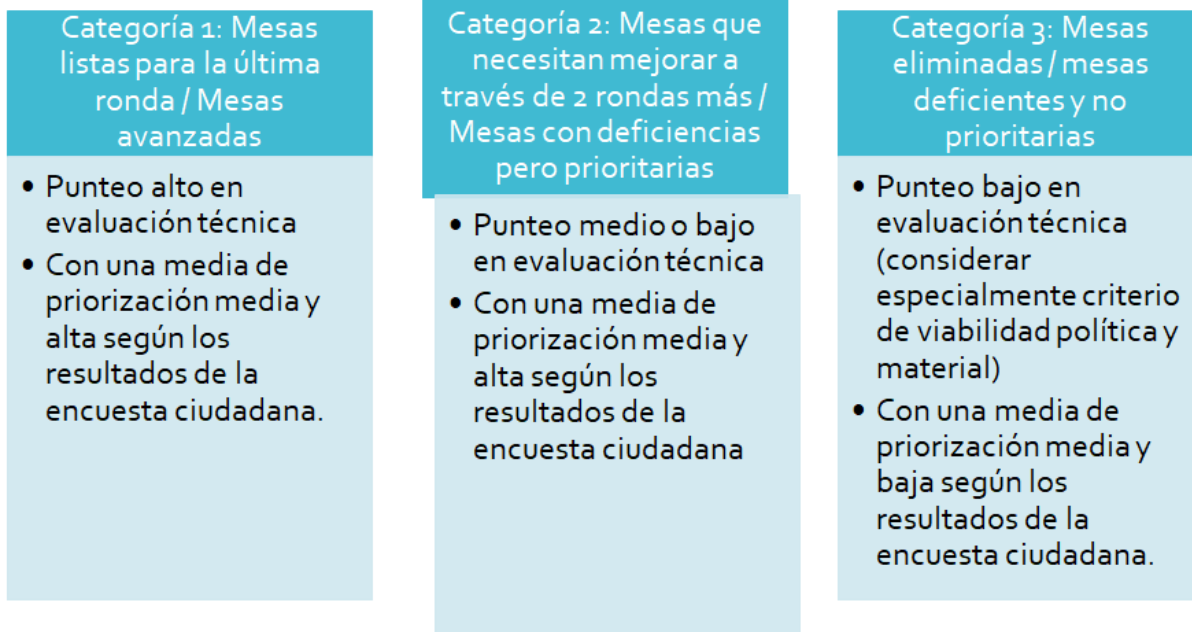 Categoría 1: Mesas
listas para la última
ronda / Mesas
avanzadas
• Punteo alto en
evaluación técnica
• Con una media de
priorización media y
alta según los
resultados de la
encuesta ciudadana.
Categoría 2: Mesas que
necesitan mejorar a
través de 2 rondas más /
Mesas con deficiencias
pero prioritarias
• Punteo medio o bajo
en evaluación técnica
• Con una media de
priorización media y
alta según los
resultados de la
encuesta ciudadana
Categoría 3: Mesas
eliminadas / mesas
deficientes y no
prioritarias
• Punteo bajo en
evaluación técnica
(considerar
especialmente criterio
de viabilidad política y
material)
• Con una media de
priorización media y
baja según los
resultados de la
encuesta ciudadana.